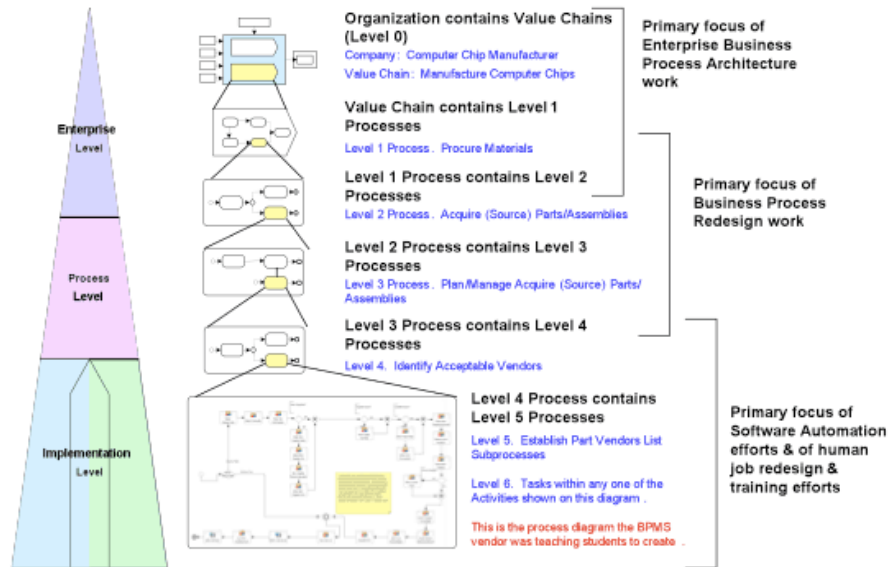 Organization contains Value Chains
(Level 0)
Company: Computer Chip Manufacturer
Value Chain: Manufacture Computer Chips
Primary focus of
Enterprise Business
Process Architecture
work
Value Chain contains Level 1
Processes
Level 1 Process. Procure Materials
Enterprise
Level
Level 1 Process contains Level 2
Processes
Level 2 Process. Acquire (Source) Parts/Assemblies
Primary focus of
Business Process
Redesign work
Level 2 Process contains Level 3
Processes
Level 3 Process. Plan/Manage Acquire (Source) Parts/
Assemblies
Process
Level
Level 3 Process contains Level 4
Processes
Level 4. Identify Acceptable Vendors
Level 4 Process contains
Level 5 Processes
Level 5. Establish Part Vendors List
Subprocesses
Level 6. Tasks within any one of the
Activities shown on this diagram .
This is the process diagram the BPMS
vendor was teaching students to create .
Primary focus of
Software Automation
efforts & of human
job redesign &
training efforts
Implementation
Level